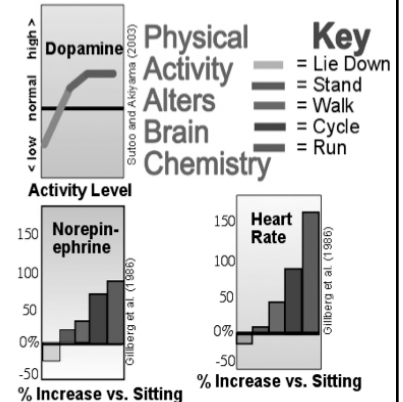 Dopamine
< low normal high >
Sutoo and Akiyama (2003)
Activity Level
Physical
Activity
Alters
Brain
Chemistry
Key
= Lie Down
= Stand
= Walk
= Cycle
= Run
Norepin-
ephrine
150
100
50
0%
-50
Gillberg et al. (1986)
% Increase vs. Sitting
Heart
Rate
150
100
50
0%
-50
Gillberg et al. (1986)
% Increase vs. Sitting